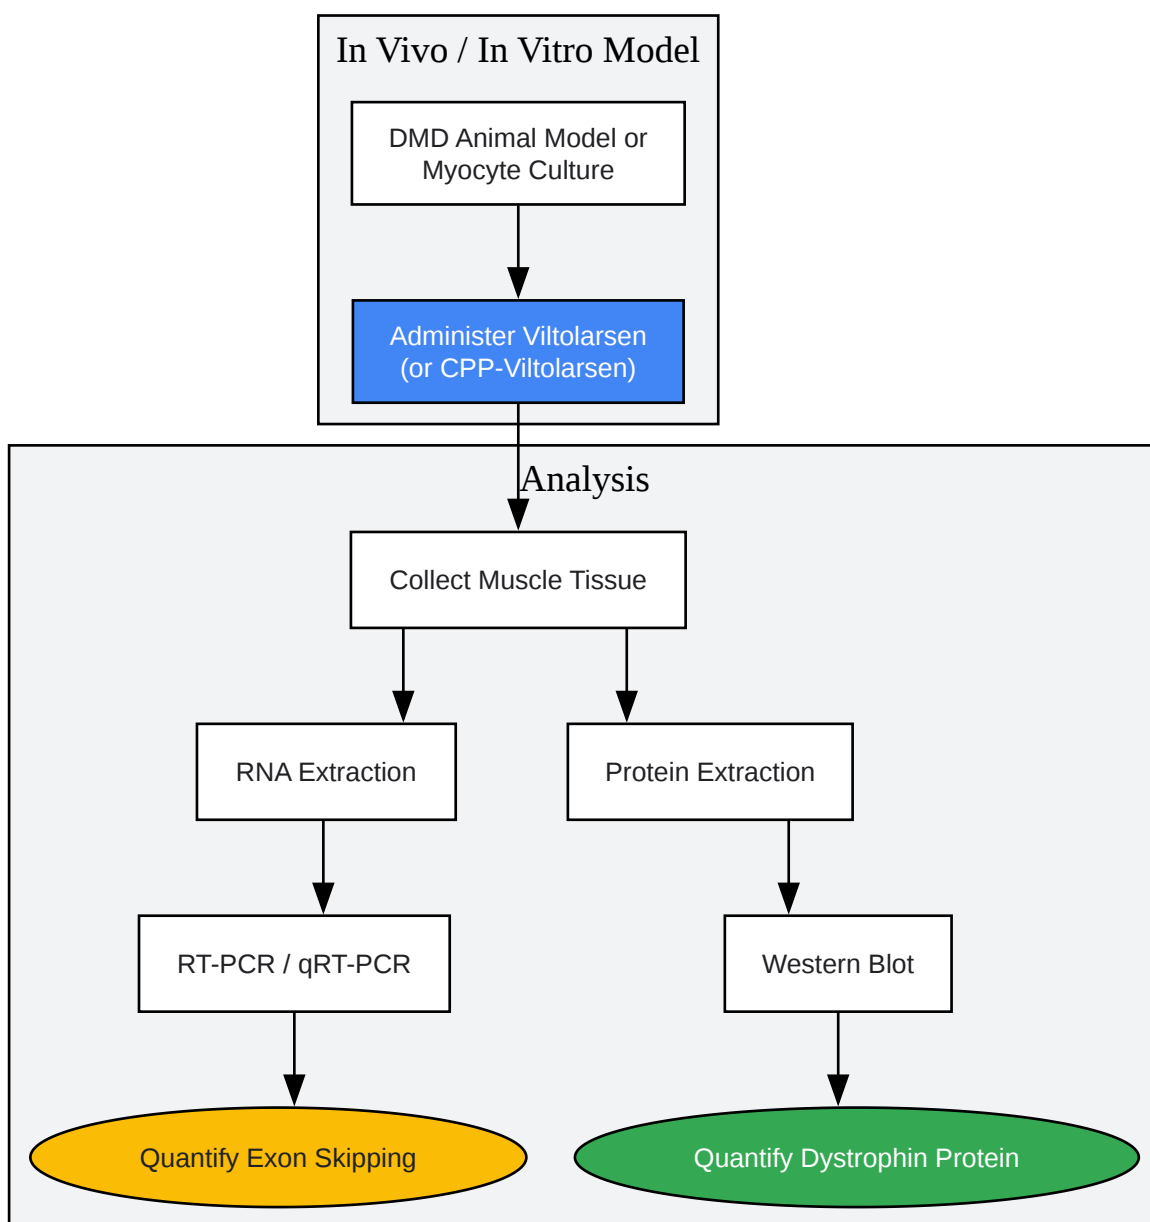 In Vivo / In Vitro Model
DMD Animal Model or
Myocyte Culture
Administer Viltolarsen
(or CPP-Viltolarsen)
Analysis
Collect Muscle Tissue
RNA Extraction
Protein Extraction
RT-PCR / qRT-PCR
Western Blot
Quantify Exon Skipping
Quantify Dystrophin Protein